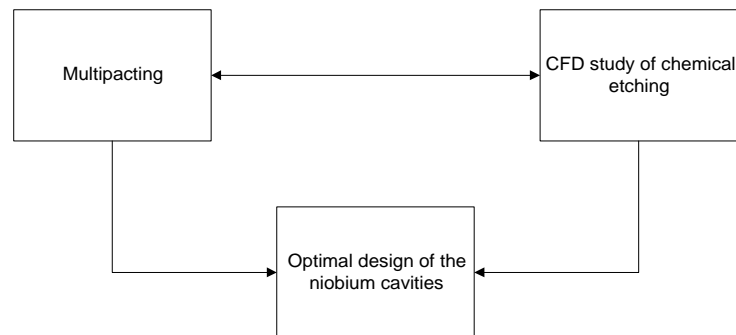 Multipacting
CFD study of chemical
etching
Optimal design of the
niobium cavities